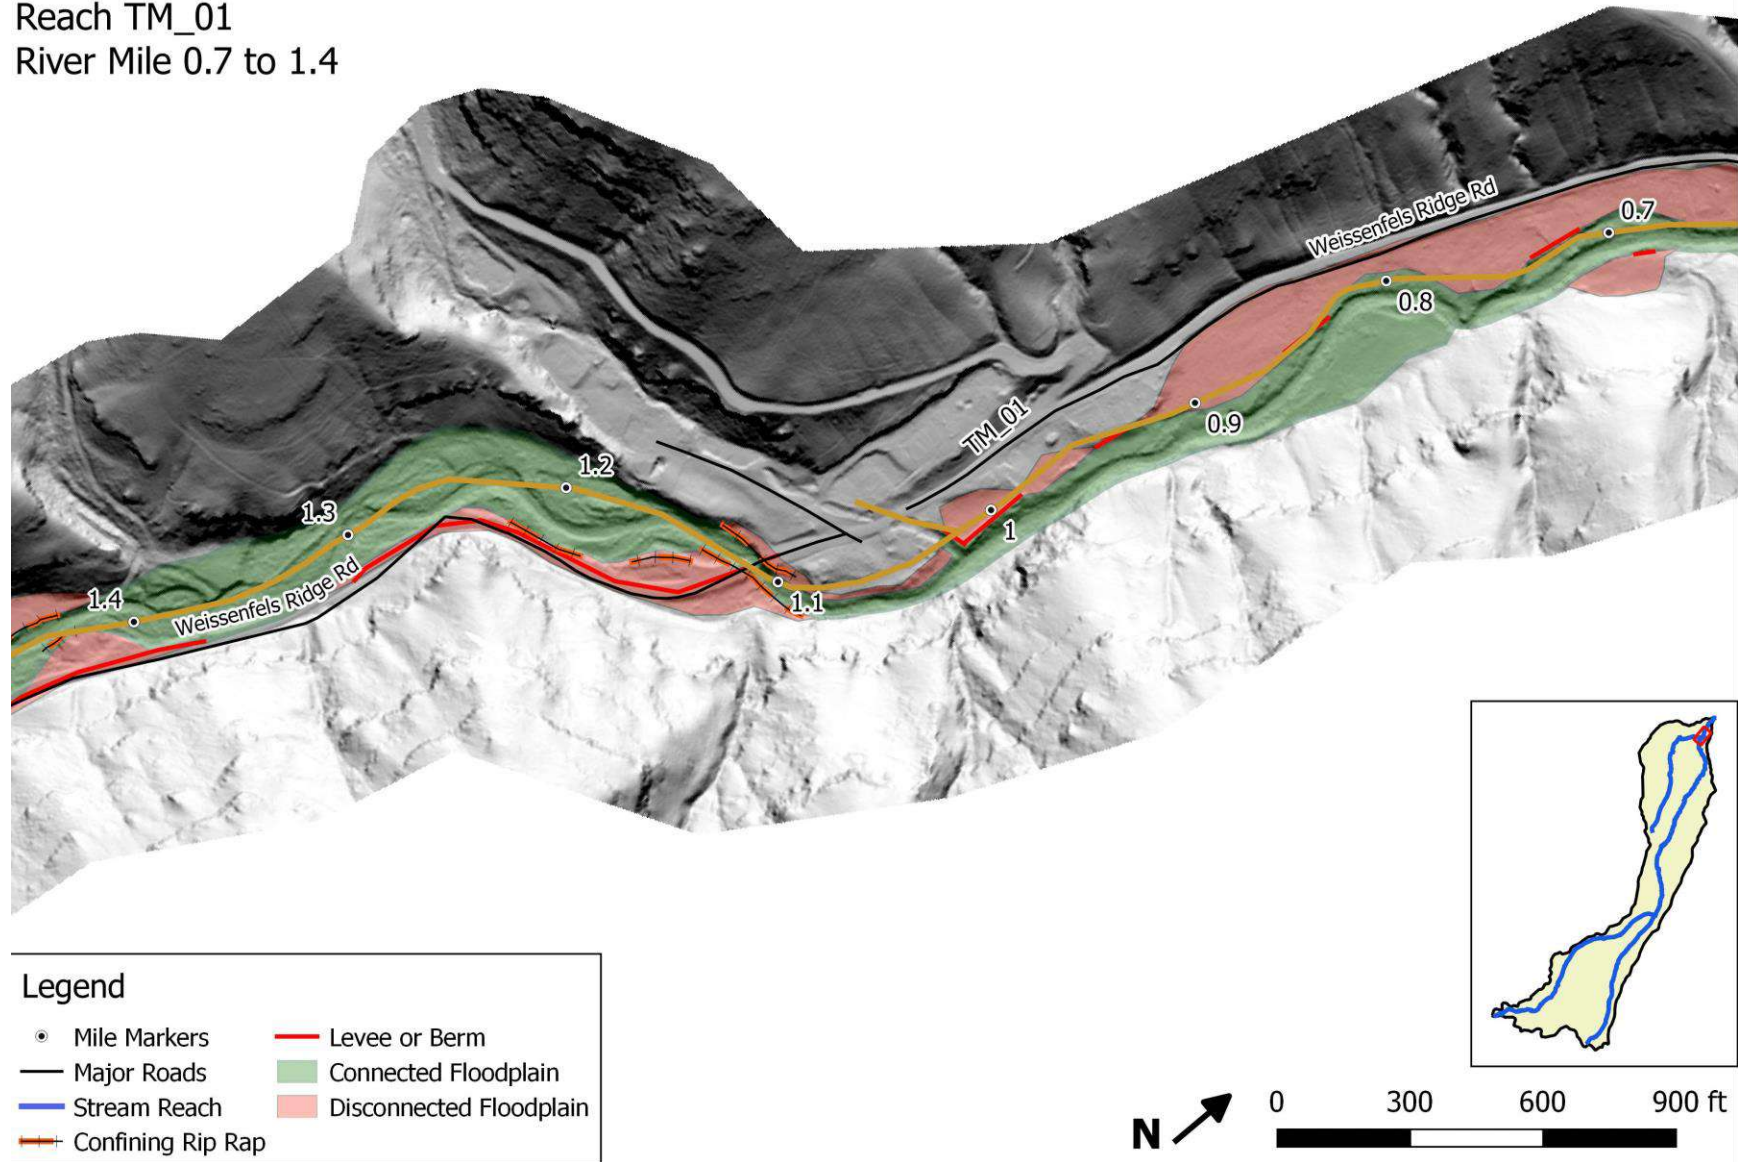 Reach TM_01
River Mile 0.7 to 1.4
Weissenfels Ridge Rd
0.7
0.8
TM_01
0.9
1.2
1.3
1
1.4
Weissenfels Ridge Rd
1.1
Legend
Mile Markers
Major Roads
Stream Reach
Confining Rip Rap
Levee or Berm
Connected Floodplain
Disconnected Floodplain
N
0 300 600 900 ft